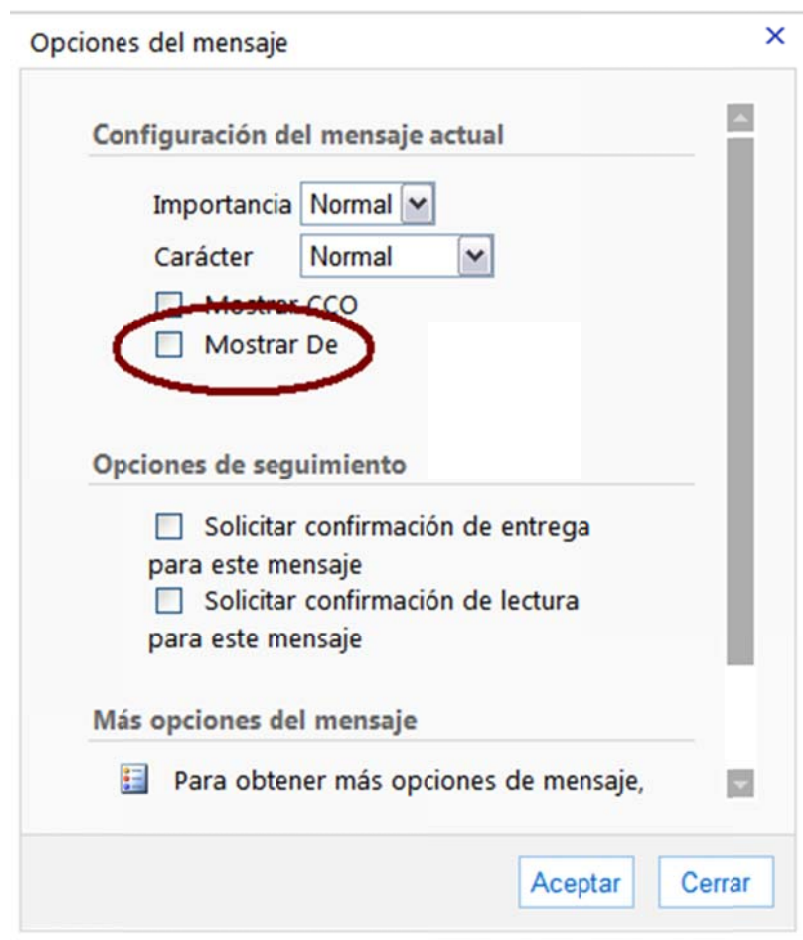 Opciones del mensaje
Configuración del mensaje actual
Importancia Normal
Carácter Normal
Mostrar CCO
Mostrar De
Opciones de seguimiento
Solicitar confirmación de entrega
para este mensaje
Solicitar confirmación de lectura
para este mensaje
Más opciones del mensaje
Para obtener más opciones de mensaje,
Aceptar Cerrar